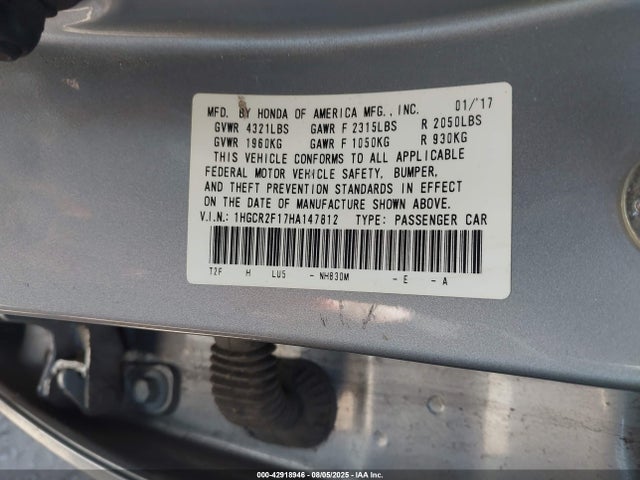 MFD. BY HONDA OF AMERICA MFG., INC. 01/'17
GVWR 4321LBS GAWR F 2315LBS R 2050LBS
GVWR 1960KG GAWR F 1050KG R 930KG
THIS VEHICLE CONFORMS TO ALL APPLICABLE
FEDERAL MOTOR VEHICLE SAFETY, BUMPER,
AND THEFT PREVENTION STANDARDS IN EFFECT
ON THE DATE OF MANUFACTURE SHOWN ABOVE.
V.I.N.: 1HGCR2F17HA147812 TYPE: PASSENGER CAR
T2F H LU5 - NH830M - E - A
000-42918946 - 08/05/2025 - IAA Inc.